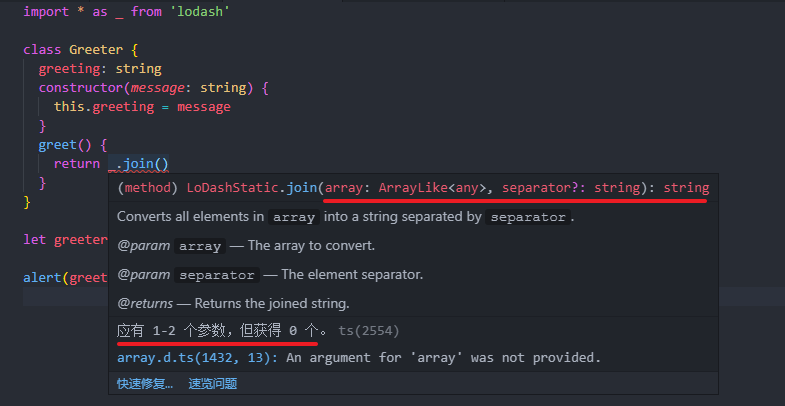 import * as _ from 'lodash'
class Greeter {
greeting: string
constructor(message: string) {
this.greeting = message
}
greet() {
return _.join()
(method) LoDashStatic.join(array: ArrayLike<any>, separator?: string): string
}
Converts all elements in array into a string separated by separator.
}
@param array — The array to convert.
let greeter
@param separator — The element separator.
alert(greet
@returns — Returns the joined string.
应有 1-2 个参数，但获得 0 个。 ts(2554)
array.d.ts(1432, 13): An argument for 'array' was not provided.
快速修复... 速览问题